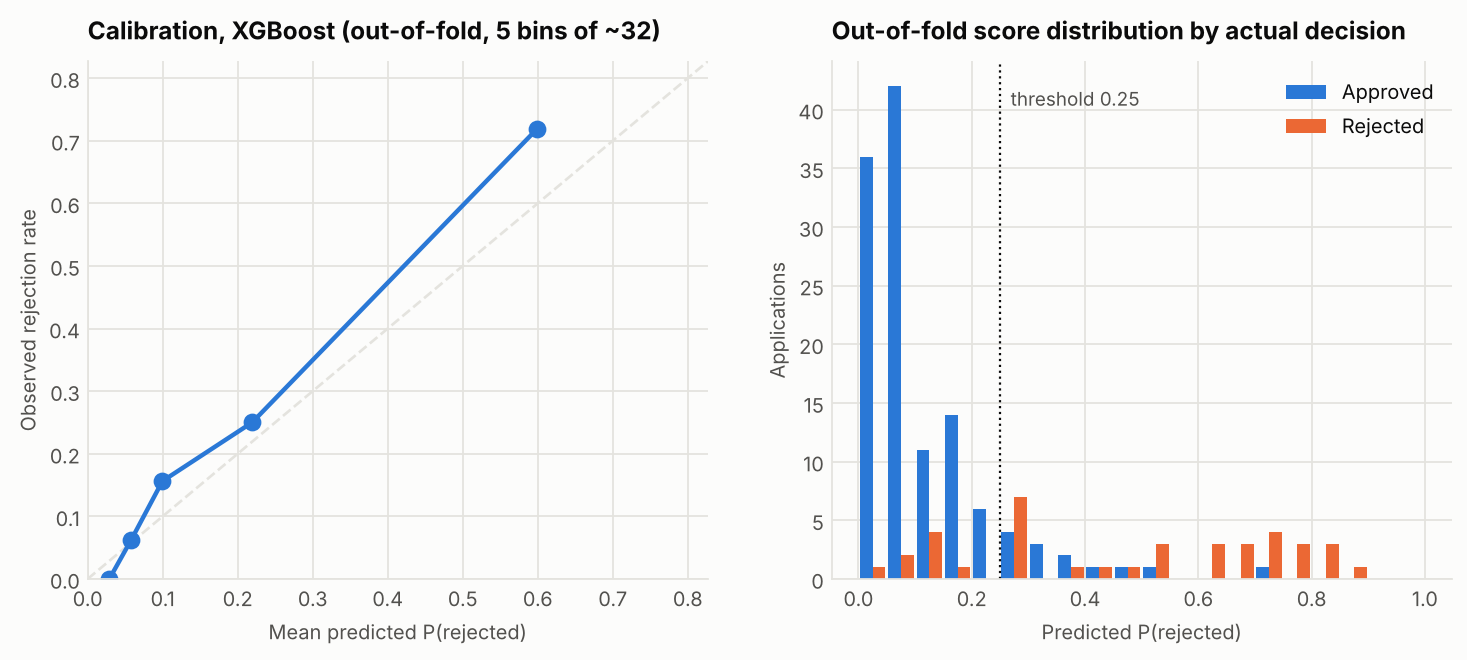 Calibration, XGBoost (out-of-fold, 5 bins of ~32)
Observed rejection rate
0.8
0.7
0.6
0.5
0.4
0.3
0.2
0.1
0.0
0.0 0.1 0.2 0.3 0.4 0.5 0.6 0.7 0.8
Mean predicted P(rejected)
Out-of-fold score distribution by actual decision
threshold 0.25
Approved
Rejected
Applications
40
35
30
25
20
15
10
5
0
0.0 0.2 0.4 0.6 0.8 1.0
Predicted P(rejected)